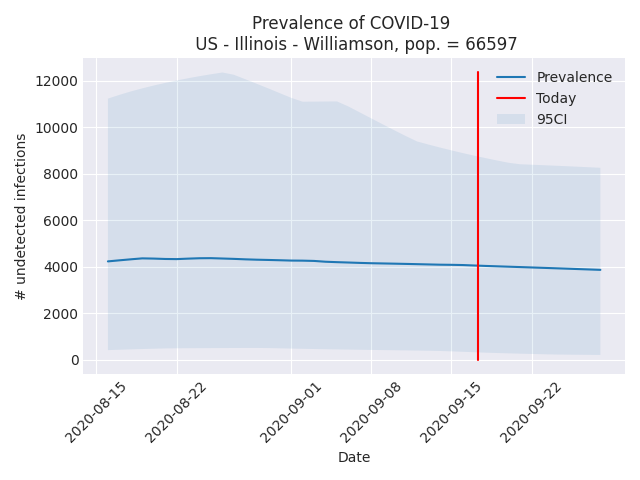 Prevalence of COVID-19
US - Illinois - Williamson, pop. = 66597
Prevalence
Today
95CI
# undetected infections
12000
10000
8000
6000
4000
2000
0
2020-08-15
2020-08-22
2020-09-01
2020-09-08
2020-09-15
2020-09-22
Date